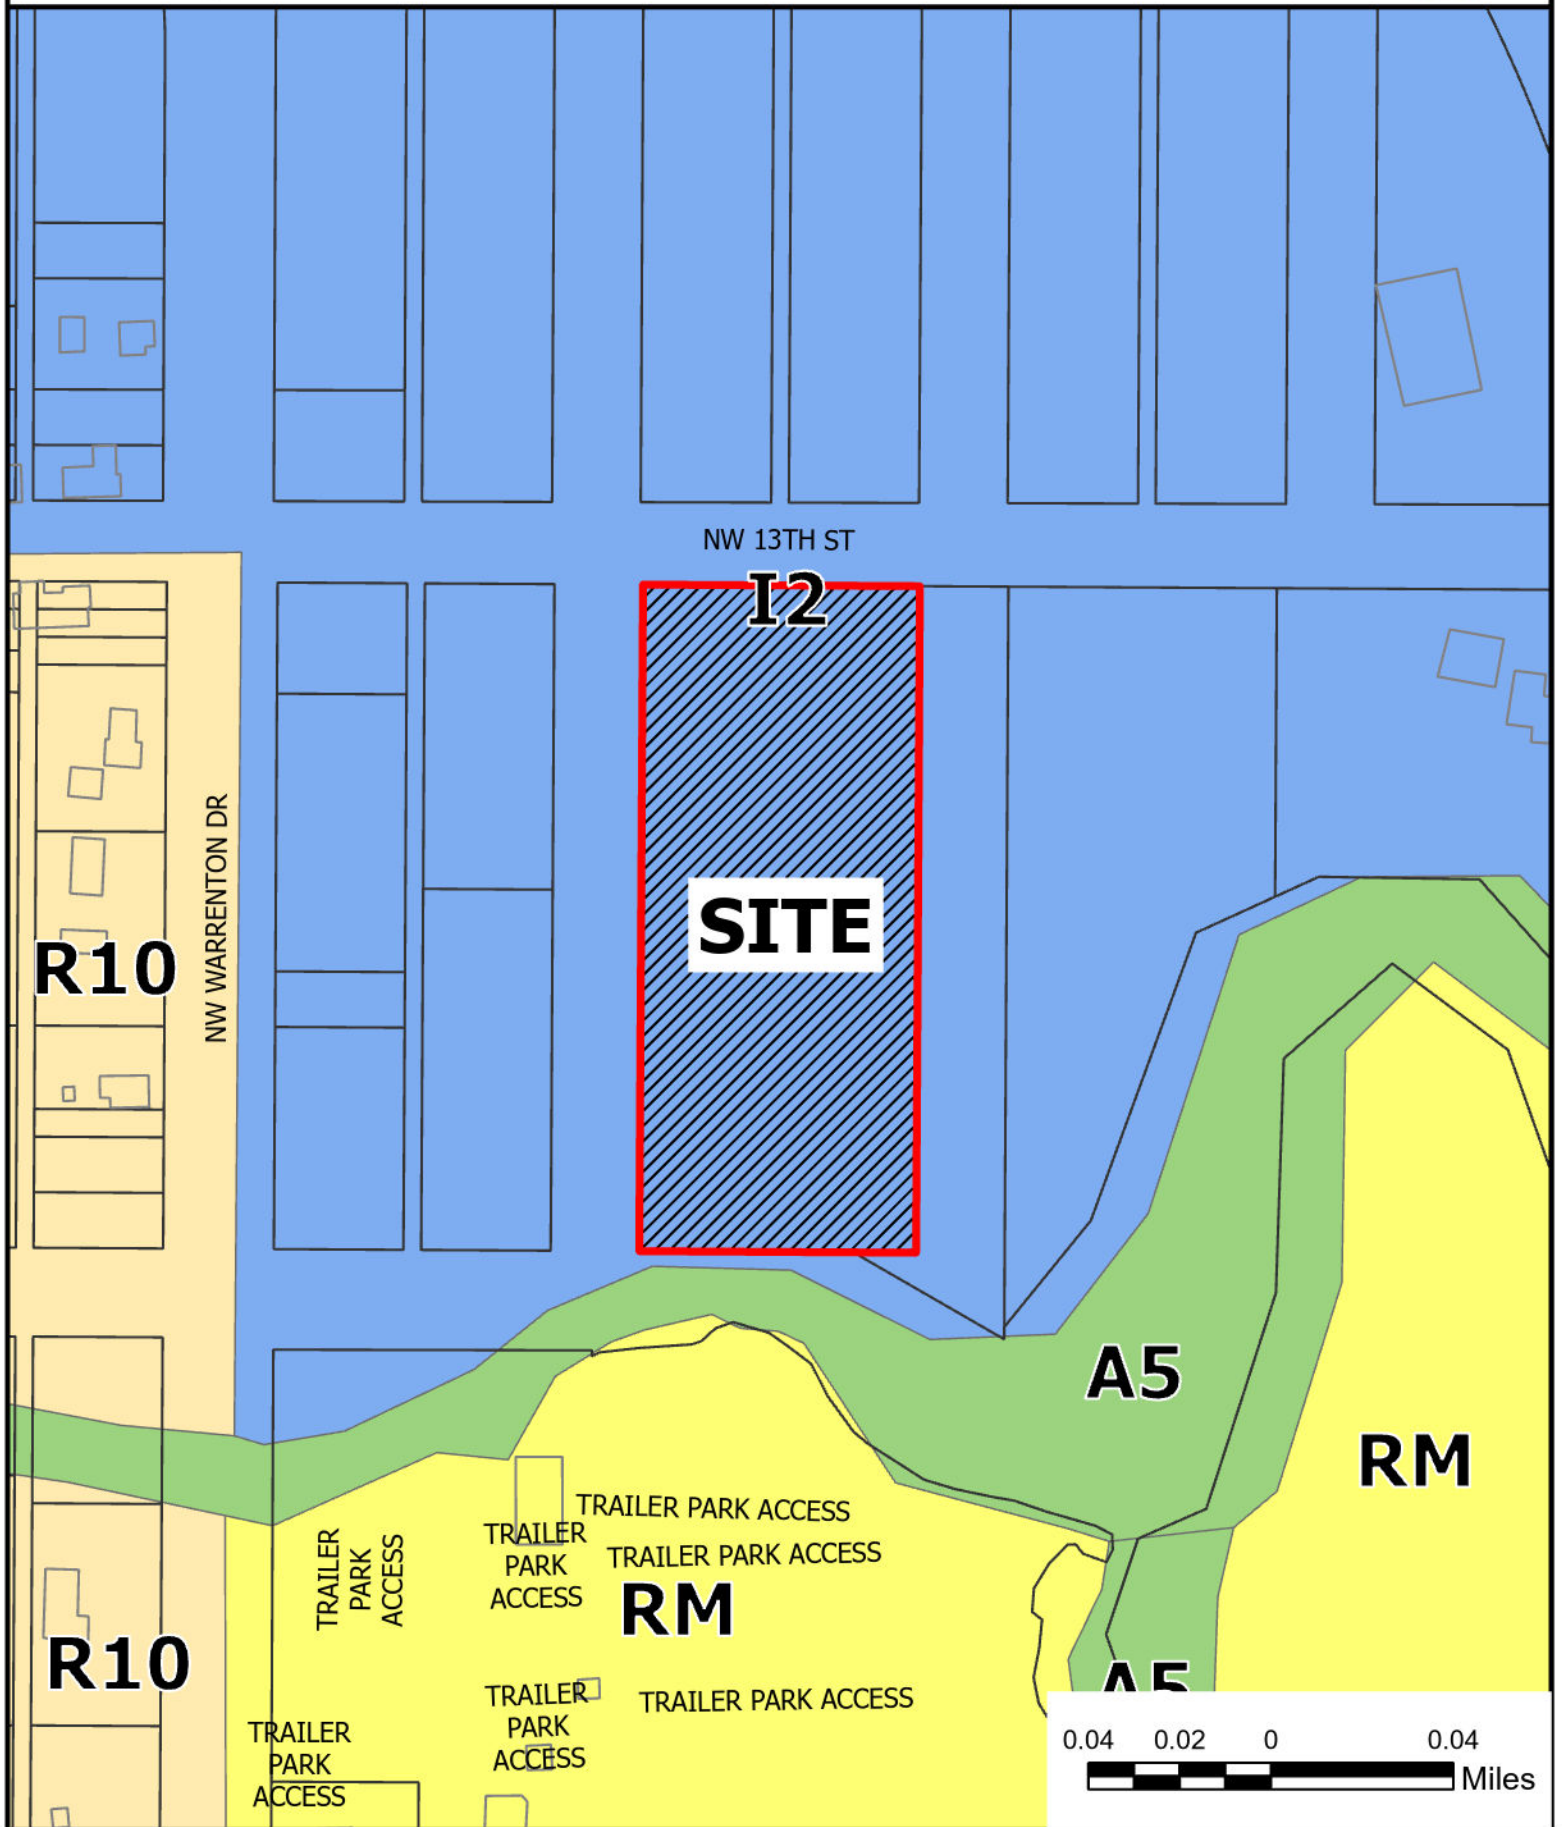 NW 13TH ST
I2
NW WARRENTON DR
SITE
R10
A5
RM
TRAILER PARK ACCESS
TRAILER
PARK
ACCESS
TRAILER
PARK
ACCESS
TRAILER PARK ACCESS
RM
R10
A5
TRAILER
PARK
ACCESS
TRAILER PARK ACCESS
TRAILER
PARK
ACCESS
0.04 0.02 0 0.04
Miles